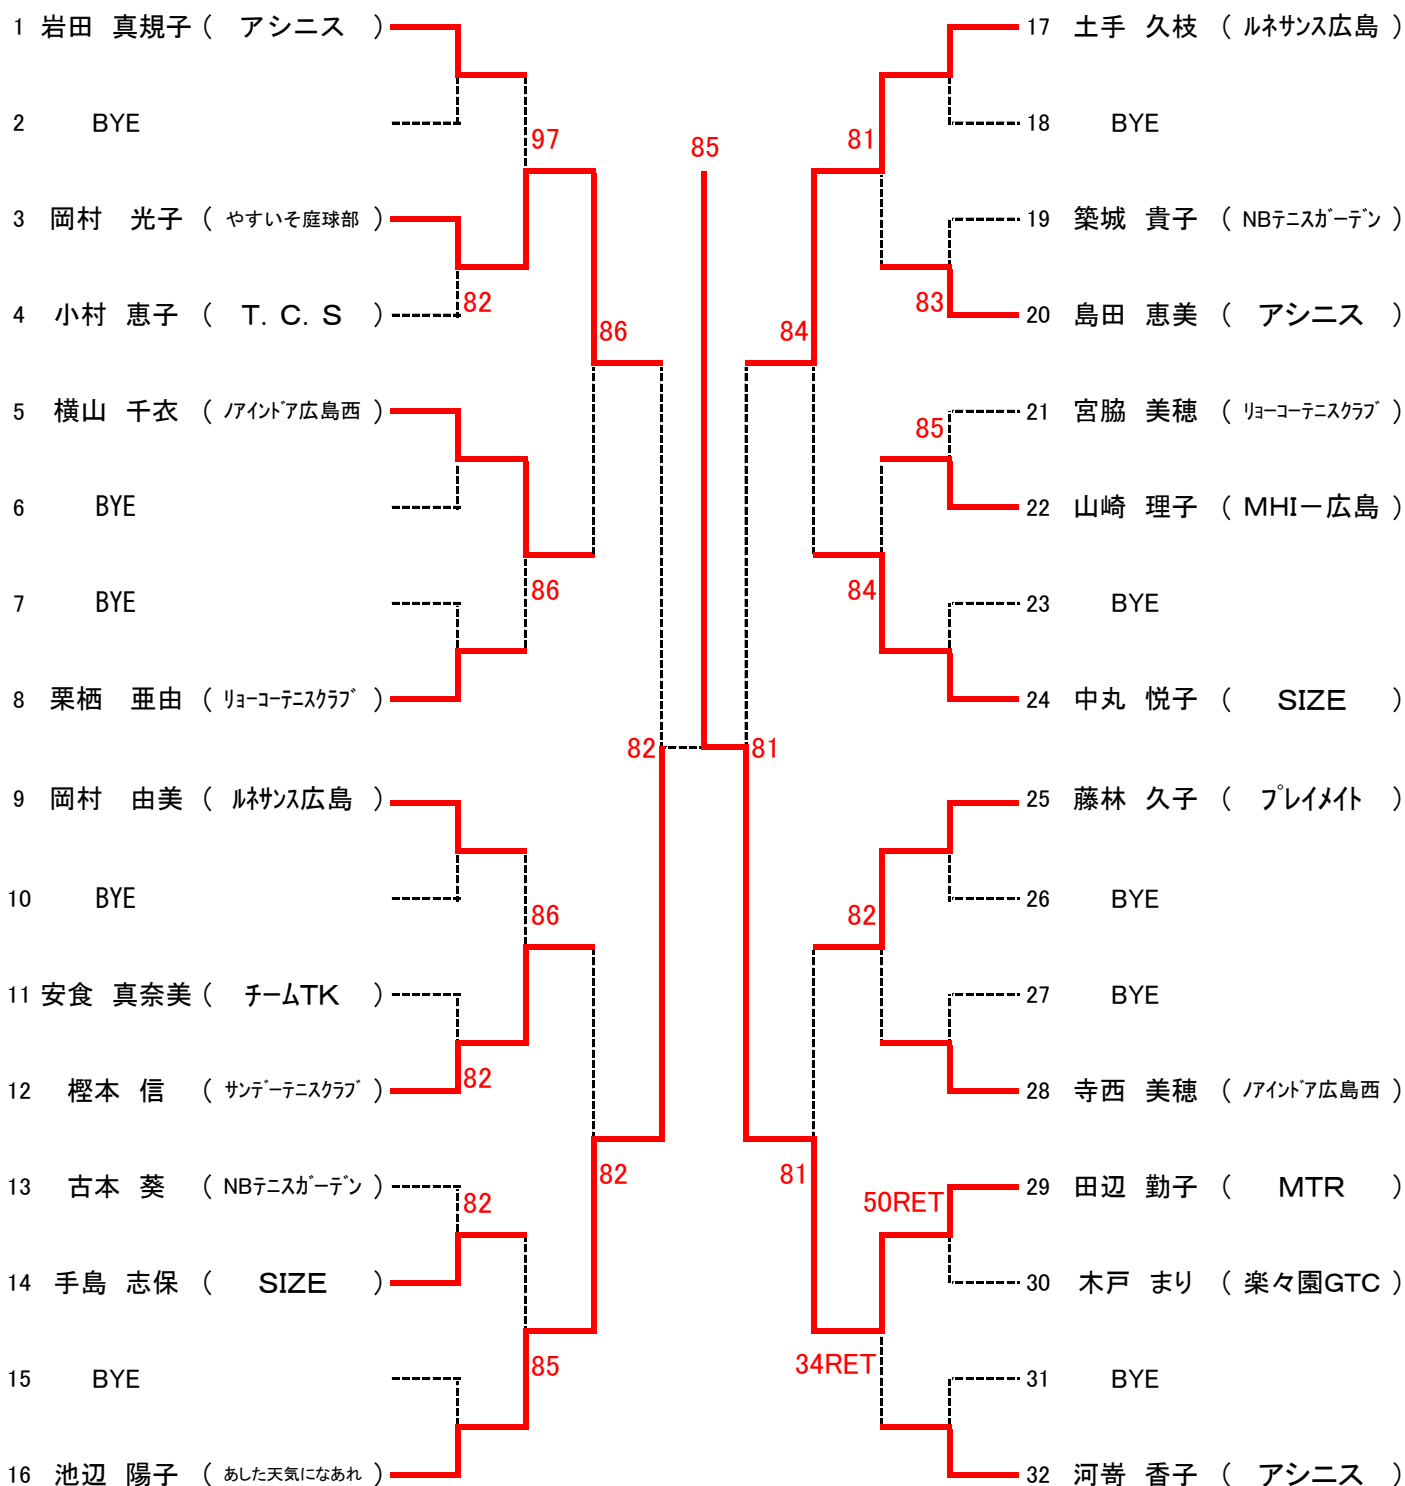 1 岩田 真規子 ( アシニス )
2 BYE
97
3 岡村 光子 ( やすいそ庭球部 )
82
4 小村 恵子 ( T. C. S )
86
5 横山 千衣 ( ﾉｱｲﾝﾄﾞｱ広島西 )
6 BYE
7 BYE
86
8 栗栖 亜由 ( ﾘｮｰｺｰﾃﾆｽｸﾗﾌﾞ )
82
9 岡村 由美 ( ﾙﾈｻﾝｽ広島 )
10 BYE
86
11 安食 真奈美 ( チームTK )
12 樫本 信 ( ｻﾝﾃﾞｰﾃﾆｽｸﾗﾌﾞ )
82
13 古本 葵 ( NBﾃﾆｽｶﾞｰﾃﾞﾝ )
82
82
14 手島 志保 ( SIZE )
15 BYE
85
16 池辺 陽子 ( あした天気になあれ )
85
17 土手 久枝 ( ﾙﾈｻﾝｽ広島 )
18 BYE
81
19 築城 貴子 ( NBﾃﾆｽｶﾞｰﾃﾞﾝ )
83
20 島田 恵美 ( アシニス )
84
21 宮脇 美穂 ( ﾘｮｰｺｰﾃﾆｽｸﾗﾌﾞ )
85
22 山崎 理子 ( MHI－広島 )
84
23 BYE
24 中丸 悦子 ( SIZE )
81
25 藤林 久子 ( プレイメイト )
26 BYE
82
27 BYE
28 寺西 美穂 ( ﾉｱｲﾝﾄﾞｱ広島西 )
81
29 田辺 勤子 ( MTR )
50RET
30 木戸 まり ( 楽々園GTC )
34RET
31 BYE
32 河嵜 香子 ( アシニス )